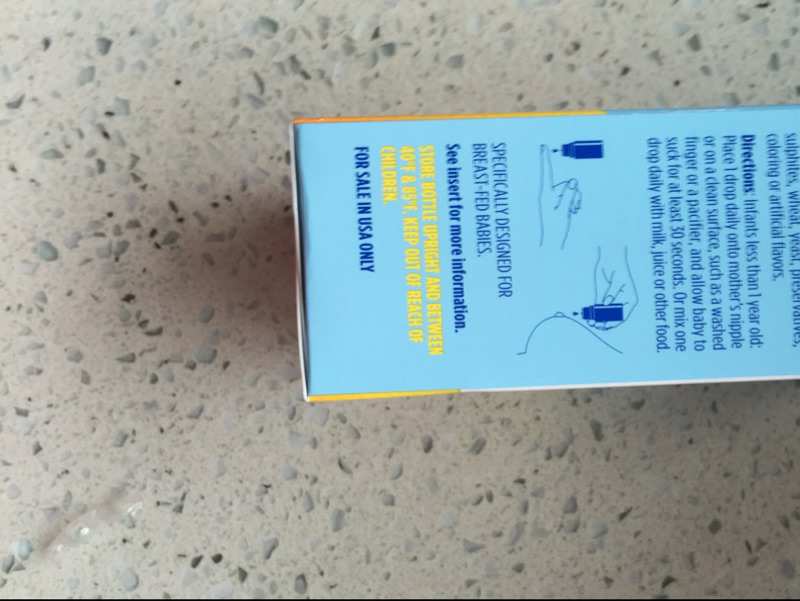 sulphites, wheat, yeast, preservatives,
coloring or artificial flavors.
Directions: Infants less than 1 year old:
Place 1 drop daily onto mother's nipple
or on a clean surface, such as a washed
finger or a pacifier, and allow baby to
suck for at least 30 seconds. Or mix one
drop daily with milk, juice or other food.
SPECIFICALLY DESIGNED FOR
BREAST-FED BABIES.
See insert for more information.
STORE BOTTLE UPRIGHT AND BETWEEN
40°F & 85°F. KEEP OUT OF REACH OF
CHILDREN.
FOR SALE IN USA ONLY